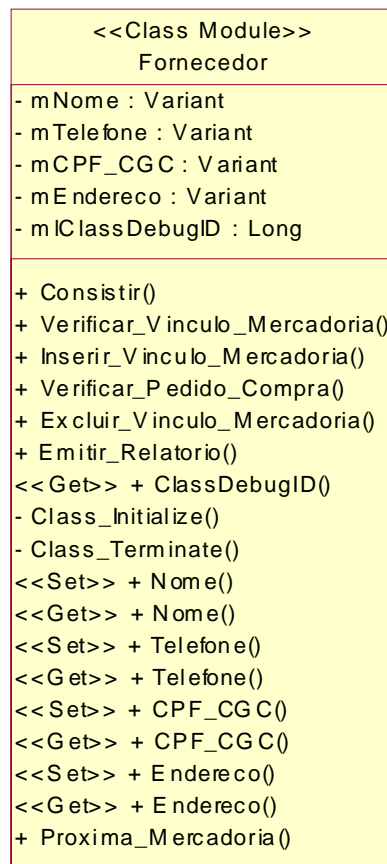 <<Class Module>>
Fornecedor
- mNome : Variant
- mTelefone : Variant
- mCPF_CGC : Variant
- mEndereco : Variant
- mlClassDebugID : Long
+ Consistir()
+ Verificar_Vinculo_Mercadoria()
+ Inserir_Vinculo_Mercadoria()
+ Verificar_Pedido_Compra()
+ Excluir_Vinculo_Mercadoria()
+ Emitir_Relatorio()
<<Get>> + ClassDebugID()
- Class_Initialize()
- Class_Terminate()
<<Set>> + Nome()
<<Get>> + Nome()
<<Set>> + Telefone()
<<Get>> + Telefone()
<<Set>> + CPF_CGC()
<<Get>> + CPF_CGC()
<<Set>> + Endereco()
<<Get>> + Endereco()
+ Proxima_Mercadoria()